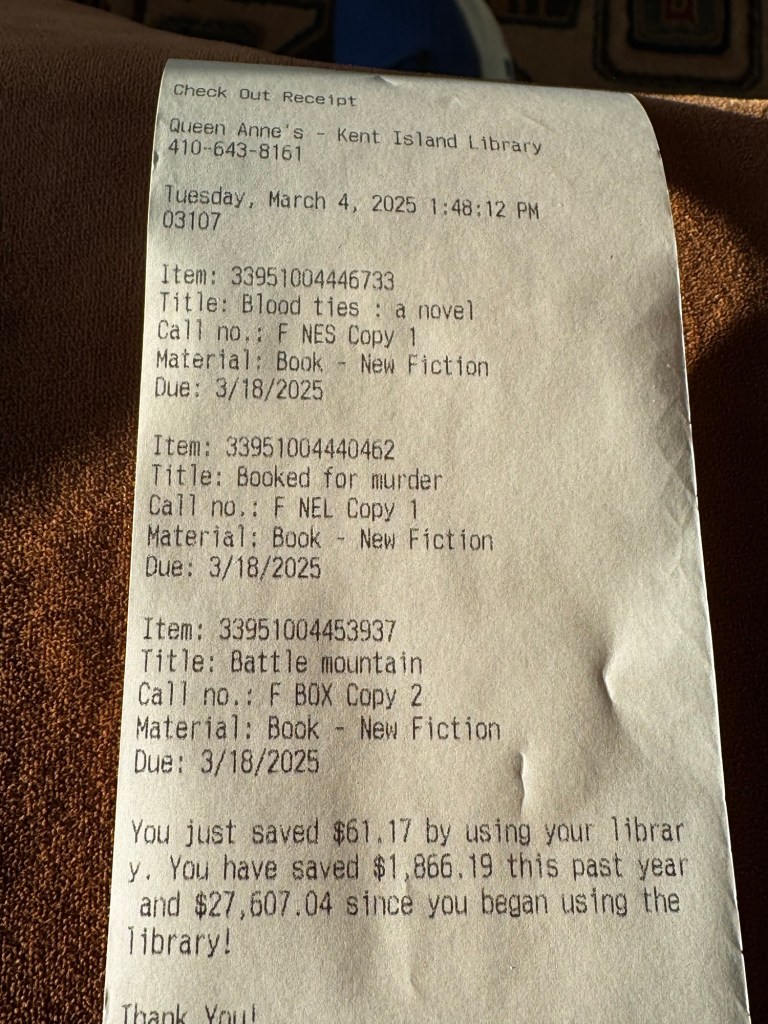 Check Out Receipt
Queen Anne's - Kent Island Library
410-643-8161
Tuesday, March 4, 2025 1:48:12 PM
03107
Item: 33951004446733
Title: Blood ties : a novel
Call no.: F NES Copy 1
Material: Book - New Fiction
Due: 3/18/2025
Item: 33951004440462
Title: Booked for murder
Call no.: F NEL Copy 1
Material: Book - New Fiction
Due: 3/18/2025
Item: 33951004453937
Title: Battle mountain
Call no.: F BOX Copy 2
Material: Book - New Fiction
Due: 3/18/2025
You just saved $61.17 by using your librar
y. You have saved $1,866.19 this past year
and $27,607.04 since you began using the
library!
Thank You!